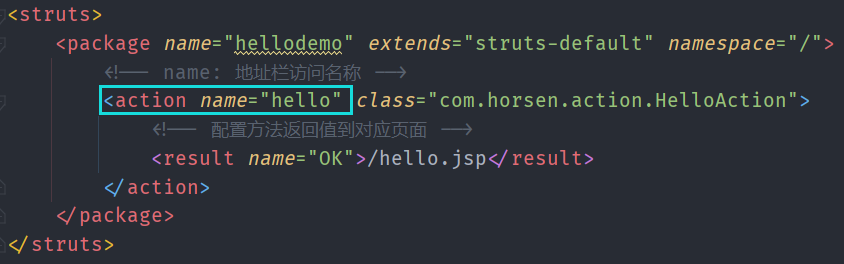 <struts>
<package name="hellodemo" extends="struts-default" namespace="/">
<!-- name: 地址栏访问名称 -->
<action name="hello" class="com.horsen.action.HelloAction">
<!-- 配置方法返回值到对应页面 -->
<result name="OK">/hello.jsp</result>
</action>
</package>
</struts>